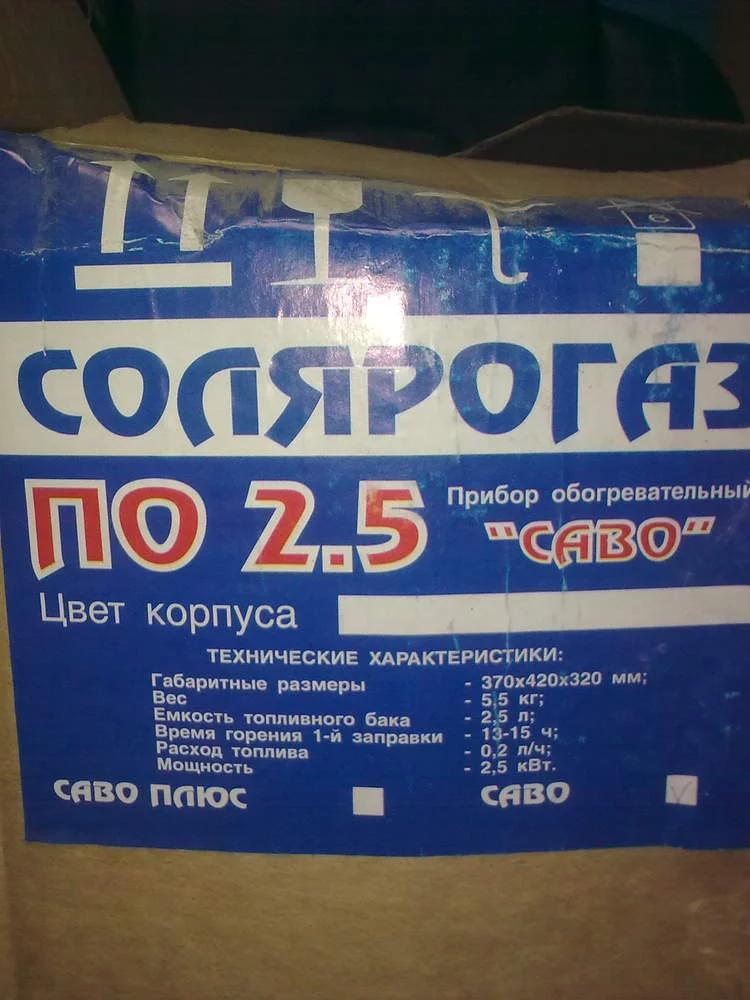 6
СОЛЯРОГАЗ
ПО 2.5 Прибор обогревательный
"САВО"
Цвет корпуса
ТЕХНИЧЕСКИЕ ХАРАКТЕРИСТИКИ:
Габаритные размеры - 370х420х320 мм;
Вес - 5,5 кг;
Емкость топливного бака - 2,5 л;
Время горения 1-й заправки - 13-15 ч;
Расход топлива - 0,2 л/ч;
Мощность - 2,5 кВт.
САВО ПЛЮС САВО